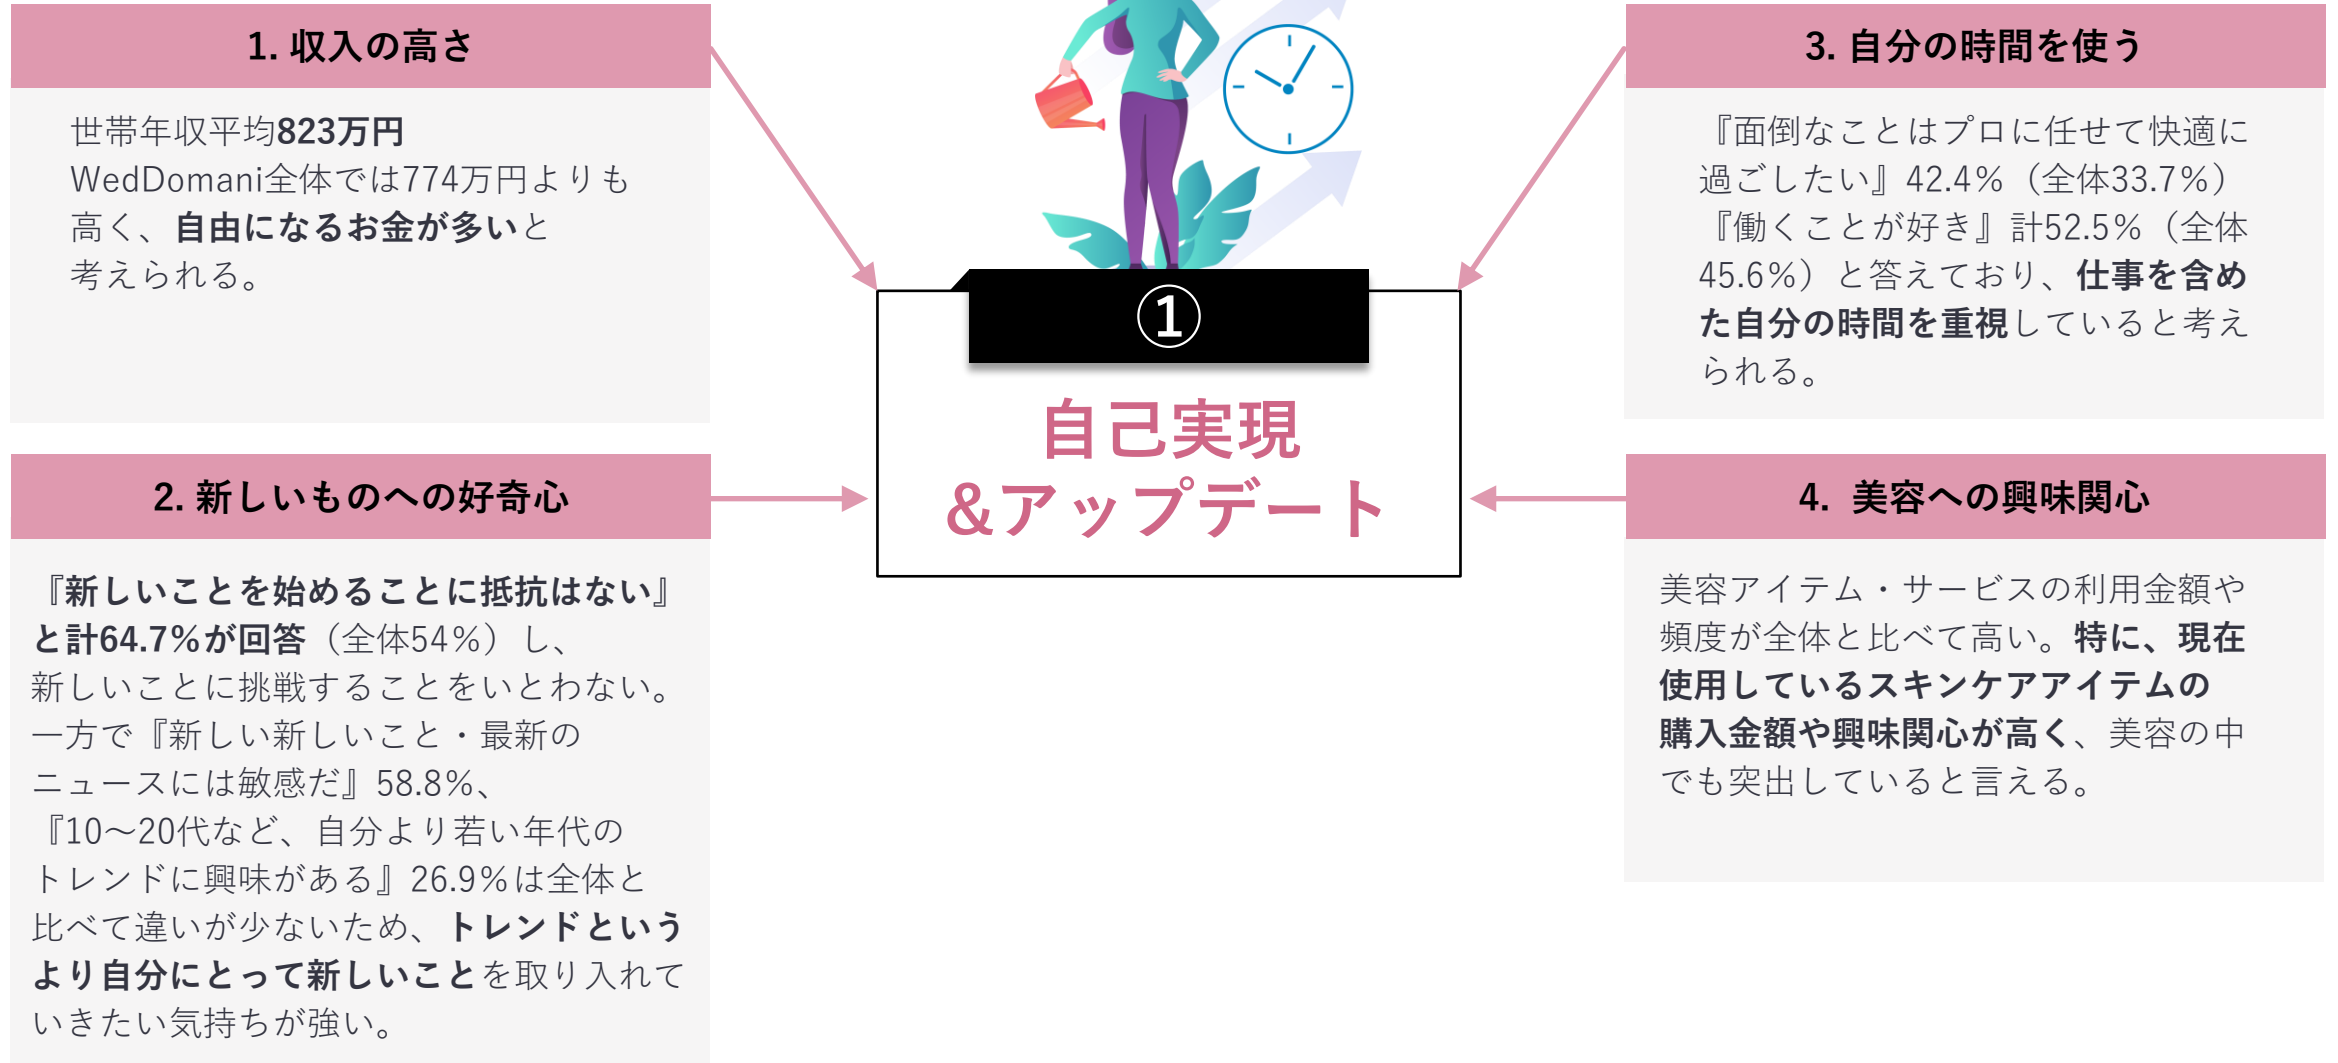 1. 収入の高さ
世帯年収平均823万円
WedDomani全体では774万円よりも
高く、自由になるお金が多いと
考えられる。
2. 新しいものへの好奇心
『新しいことを始めることに抵抗はない』
と計64.7%が回答（全体54%）し、
新しいことに挑戦することをいとわない。
一方で『新しい新しいこと・最新の
ニュースには敏感だ』58.8%、
『10～20代など、自分より若い年代の
トレンドに興味がある』26.9%は全体と
比べて違いが少ないため、トレンドという
より自分にとって新しいことを取り入れて
いきたい気持ちが強い。
①
自己実現
&アップデート
3. 自分の時間を使う
『面倒なことはプロに任せて快適に
過ごしたい』42.4%（全体33.7%）
『働くことが好き』計52.5%（全体
45.6%）と答えており、仕事を含め
た自分の時間を重視していると考え
られる。
4. 美容への興味関心
美容アイテム・サービスの利用金額や
頻度が全体と比べて高い。特に、現在
使用しているスキンケアアイテムの
購入金額や興味関心が高く、美容の中
でも突出していると言える。